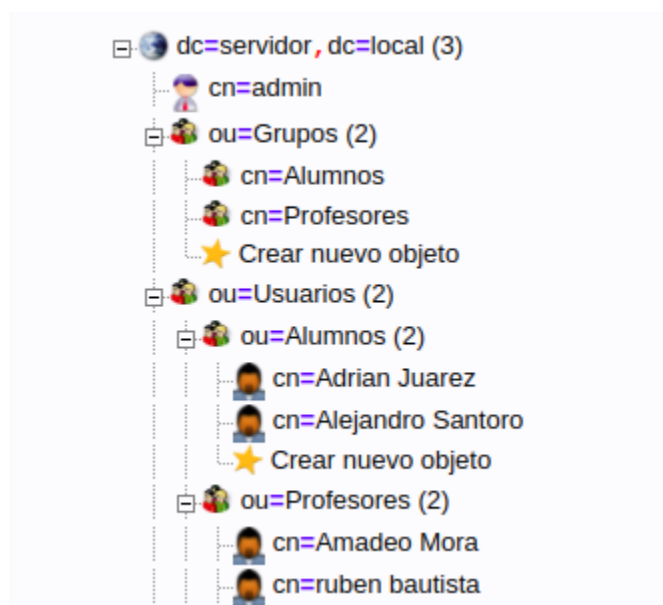 dc=servidor,dc=local (3)
cn=admin
ou=Grupos (2)
cn=Alumnos
cn=Profesores
Crear nuevo objeto
ou=Usuarios (2)
ou=Alumnos (2)
cn=Adrian Juarez
cn=Alejandro Santoro
Crear nuevo objeto
ou=Profesores (2)
cn=Amadeo Mora
cn=ruben bautista